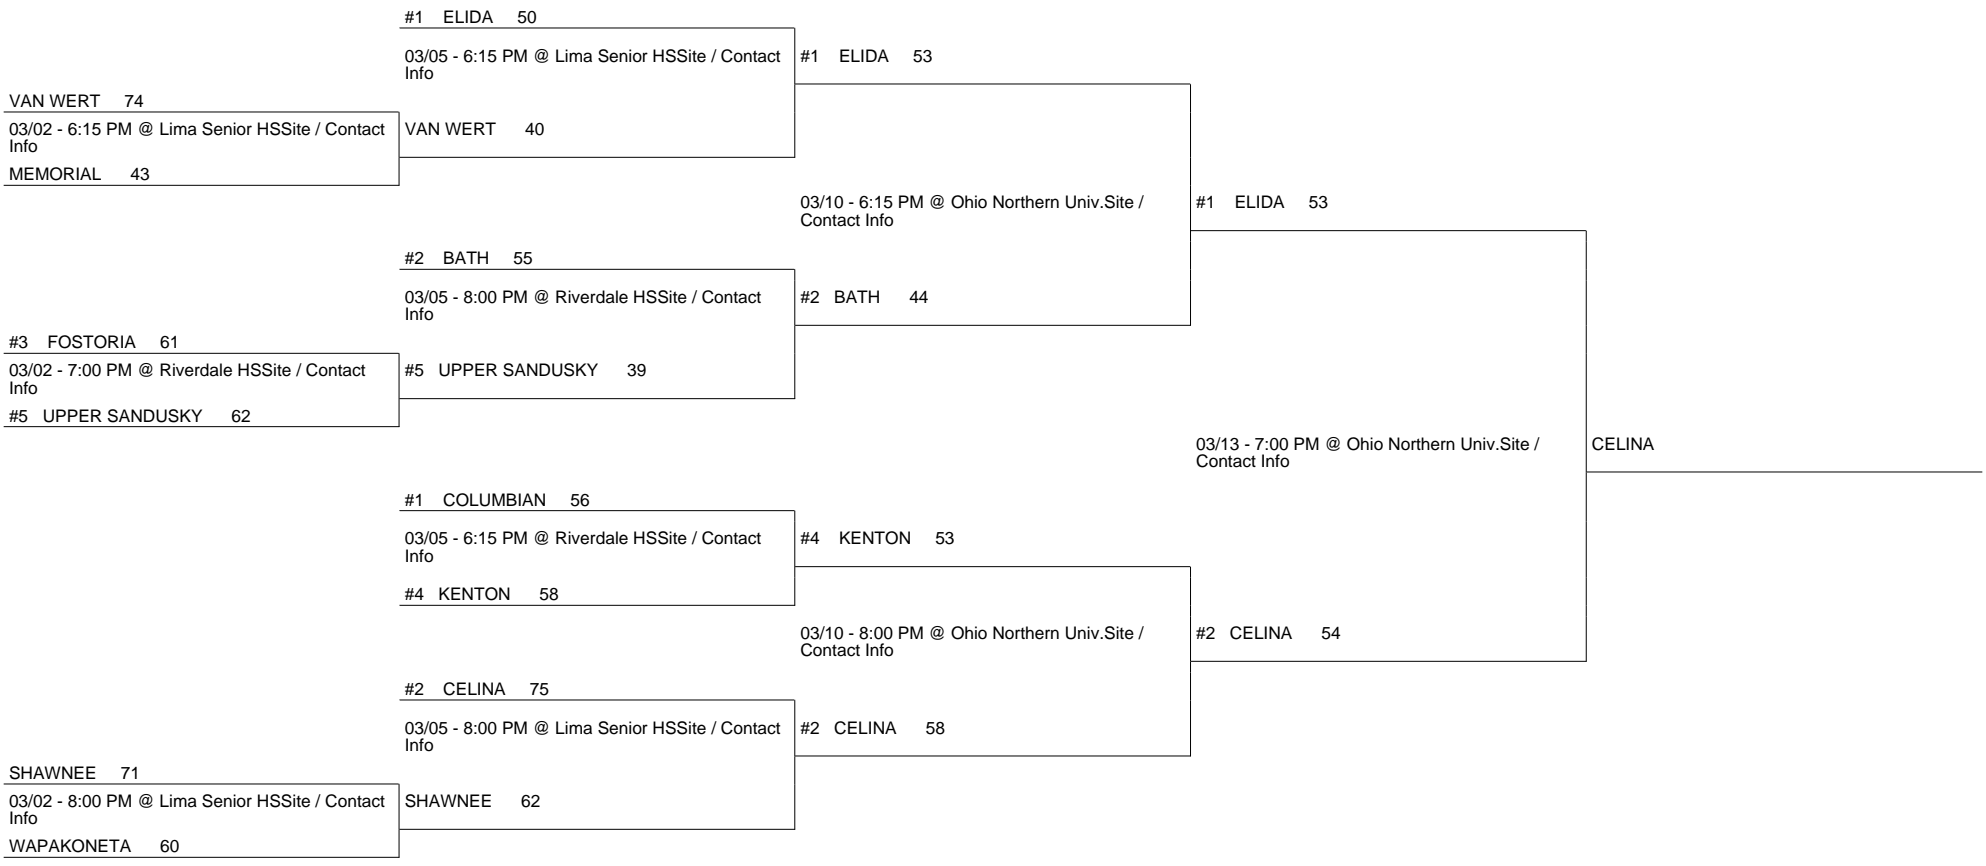 #1 ELIDA 50
03/05 - 6:15 PM @ Lima Senior HSSite / Contact
Info
#1 ELIDA 53
VAN WERT 74
03/02 - 6:15 PM @ Lima Senior HSSite / Contact
Info
VAN WERT 40
MEMORIAL 43
03/10 - 6:15 PM @ Ohio Northern Univ.Site /
Contact Info
#1 ELIDA 53
#2 BATH 55
03/05 - 8:00 PM @ Riverdale HSSite / Contact
Info
#2 BATH 44
#3 FOSTORIA 61
03/02 - 7:00 PM @ Riverdale HSSite / Contact
Info
#5 UPPER SANDUSKY 39
#5 UPPER SANDUSKY 62
03/13 - 7:00 PM @ Ohio Northern Univ.Site /
Contact Info
CELINA
#1 COLUMBIAN 56
03/05 - 6:15 PM @ Riverdale HSSite / Contact
Info
#4 KENTON 53
#4 KENTON 58
03/10 - 8:00 PM @ Ohio Northern Univ.Site /
Contact Info
#2 CELINA 54
#2 CELINA 75
03/05 - 8:00 PM @ Lima Senior HSSite / Contact
Info
#2 CELINA 58
SHAWNEE 71
03/02 - 8:00 PM @ Lima Senior HSSite / Contact
Info
SHAWNEE 62
WAPAKONETA 60